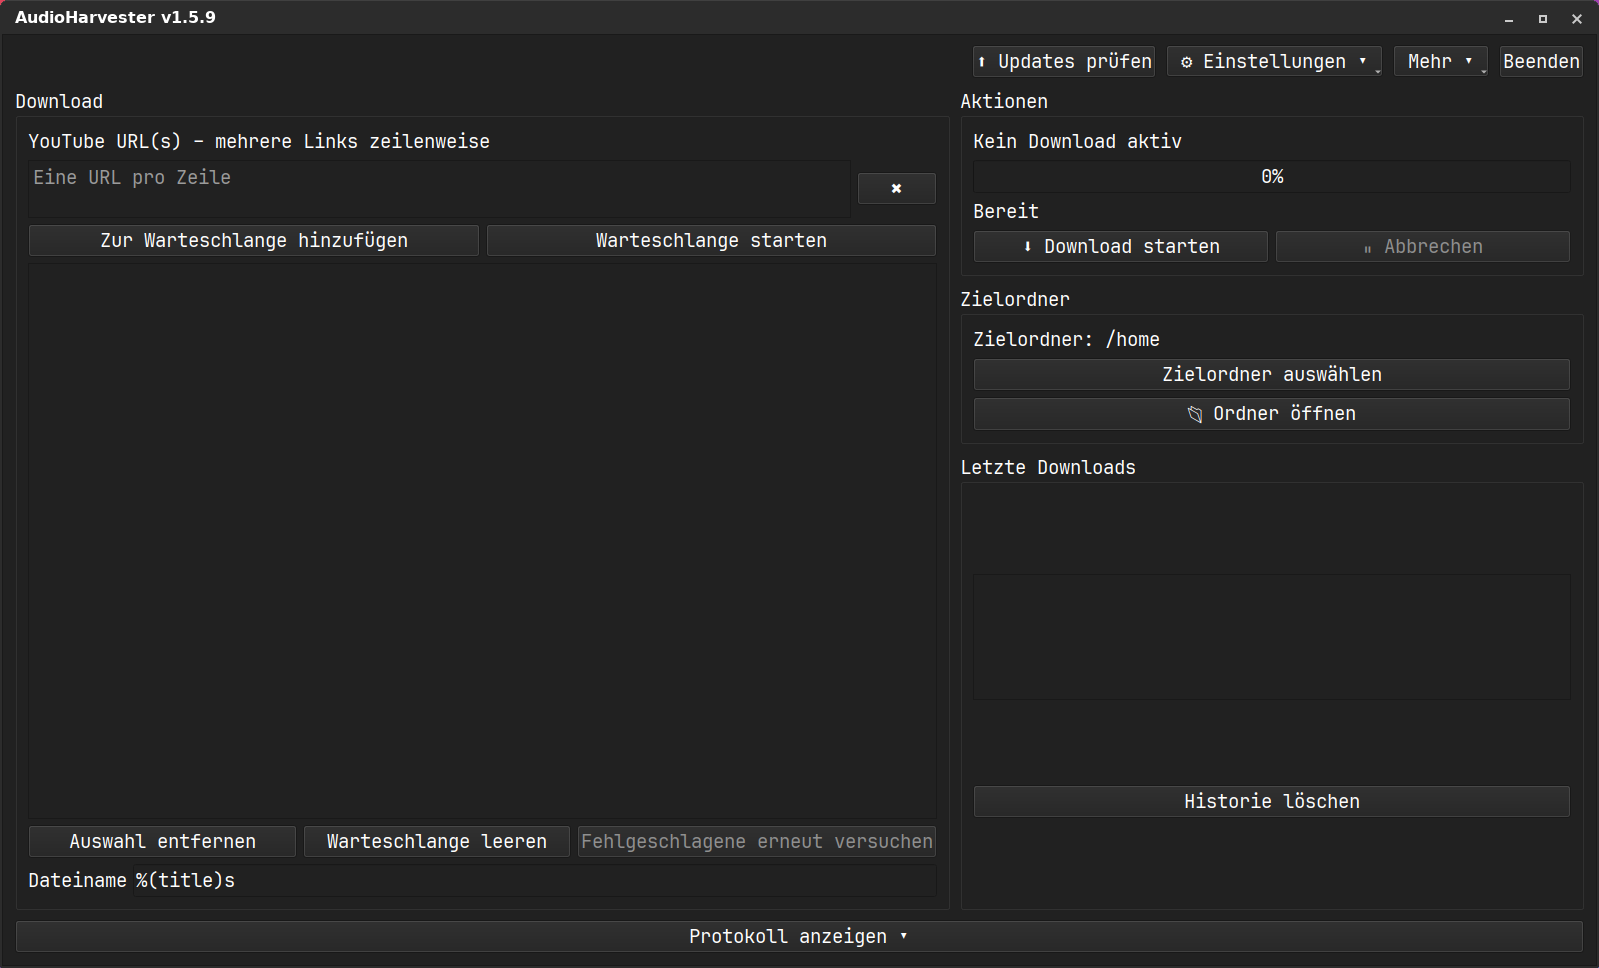 AudioHarvester v1.5.9
⬆ Updates prüfen
⚙ Einstellungen ▾
Mehr ▾
Beenden
Download
YouTube URL(s) – mehrere Links zeilenweise
Eine URL pro Zeile
✖
Zur Warteschlange hinzufügen
Warteschlange starten
Auswahl entfernen
Warteschlange leeren
Fehlgeschlagene erneut versuchen
Dateiname %(title)s
Aktionen
Kein Download aktiv
0%
Bereit
⬇ Download starten
⏸ Abbrechen
Zielordner
Zielordner: /home
Zielordner auswählen
📁 Ordner öffnen
Letzte Downloads
Historie löschen
Protokoll anzeigen ▾